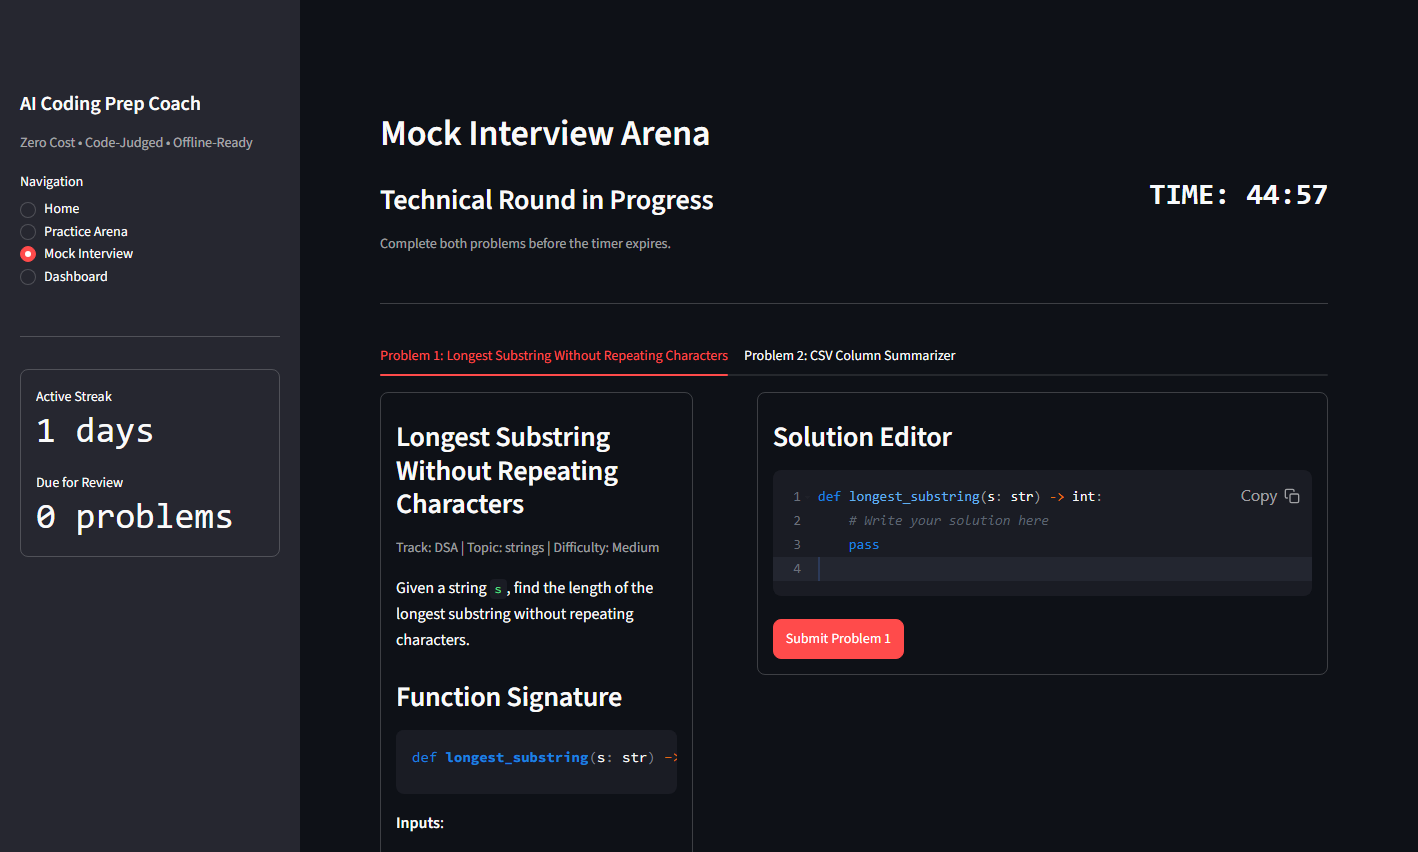 AI Coding Prep Coach
Zero Cost • Code-Judged • Offline-Ready
Navigation
Home
Practice Arena
Mock Interview
Dashboard
Active Streak
1 days
Due for Review
0 problems
Mock Interview Arena
Technical Round in Progress
TIME: 44:57
Complete both problems before the timer expires.
Problem 1: Longest Substring Without Repeating Characters
Problem 2: CSV Column Summarizer
Longest Substring
Without Repeating
Characters
Track: DSA | Topic: strings | Difficulty: Medium
Given a string s, find the length of the
longest substring without repeating
characters.
Function Signature
def longest_substring(s: str) ->
Inputs:
Solution Editor
1 def longest_substring(s: str) -> int:
Copy
2     # Write your solution here
3     pass
4
Submit Problem 1